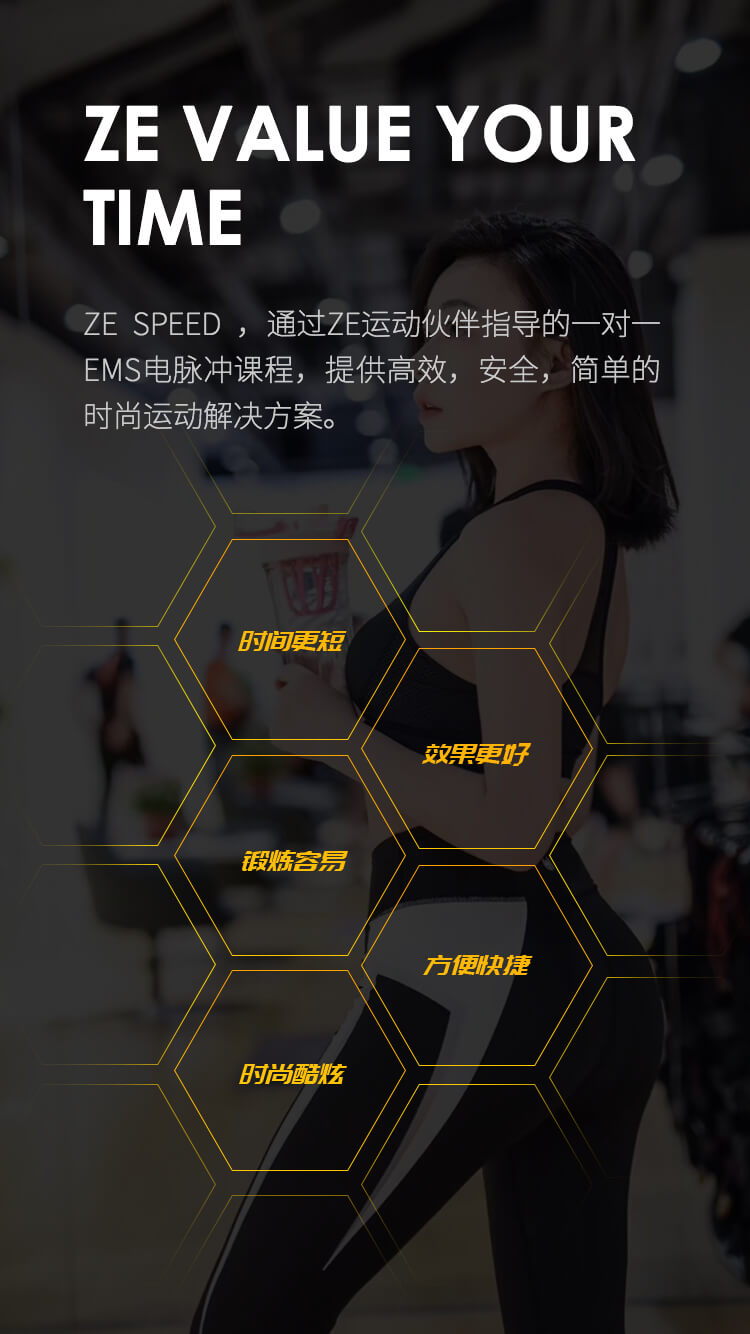 ZE VALUE YOUR
TIME
ZE SPEED ，通过ZE运动伙伴指导的一对一
EMS电脉冲课程，提供高效，安全，简单的
时尚运动解决方案。
时间更短
效果更好
锻炼容易
方便快捷
时尚酷炫